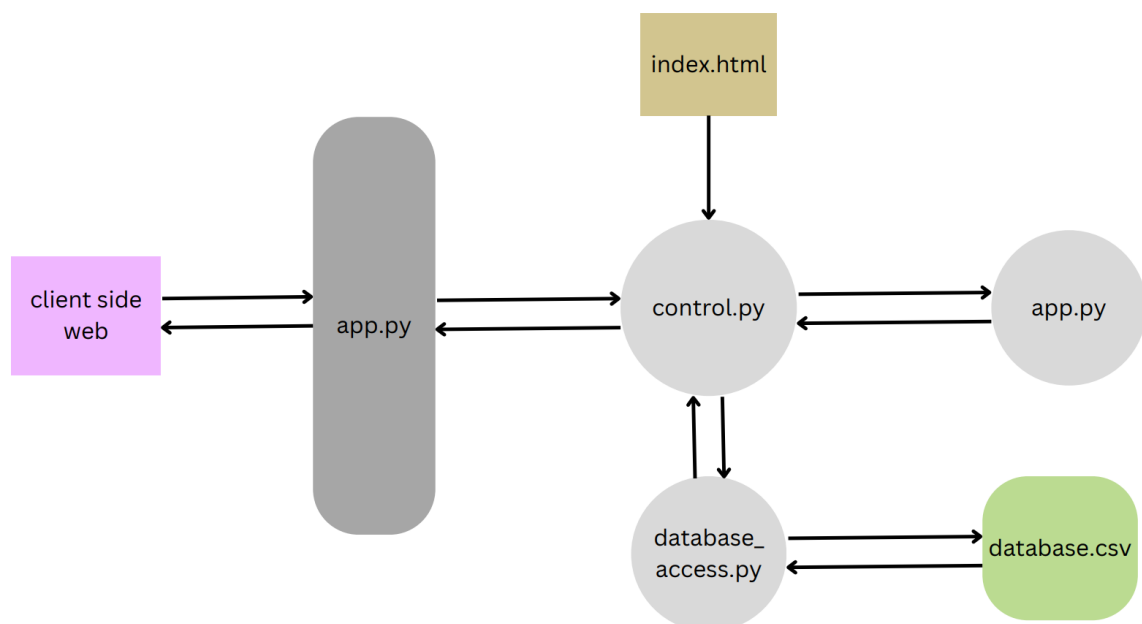 index.html
client side
web
app.py
control.py
app.py
database_
access.py
database.csv